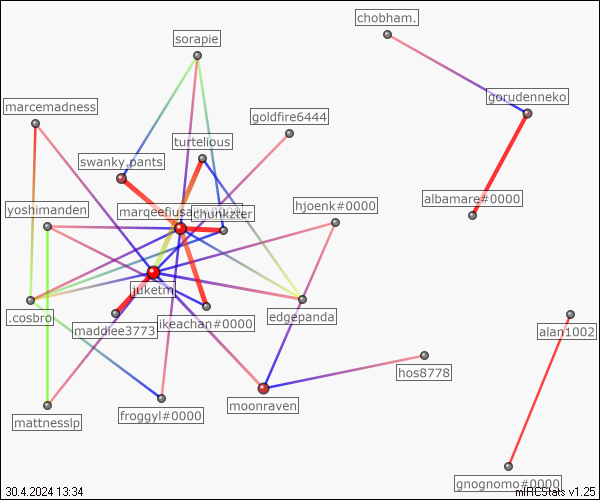 chobham.
sorapie
gorudenneko
marcemadness
goldfire6444
turtelious
swanky.pants
albamare#0000
hjoenk#0000
yoshimanden
chunkzter
juketm
.cosbro
edgepanda
ikeachan#0000
maddiee3773
alan1002
hos8778
moonraven
froggyl#0000
mattnesslp
gnognomo#0000
30.4.2024 13:34
mIRCStats v1.25